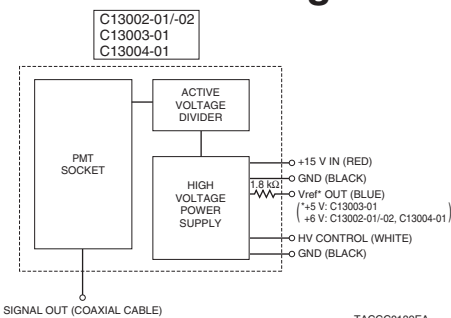 C13002-01/-02
C13003-01
C13004-01
ACTIVE
VOLTAGE
DIVIDER
PMT
SOCKET
HIGH
VOLTAGE
POWER
SUPPLY
1.8 kΩ
+15 V IN (RED)
GND (BLACK)
Vref* OUT (BLUE)
(*+5 V: C13003-01
+6 V: C13002-01/-02, C13004-01)
HV CONTROL (WHITE)
GND (BLACK)
SIGNAL OUT (COAXIAL CABLE)